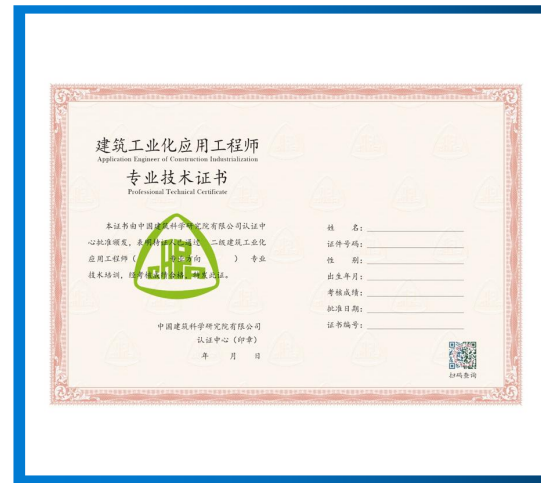 建筑工业化应用工程师
Application Engineer of Construction Industrialization
专业技术证书
Professional Technical Certificate
本证书由中国建筑科学研究院有限公司认证中
心批准颁发，表明持证人已通过 二级建筑工业化
应用工程师（ 专业方向 ）专业
技术培训，经考核成绩合格，特发此证。
中国建筑科学研究院有限公司
认证中心（印章）
年 月 日
姓 名：
证件号码：
性 别：
出生年月：
考核成绩：
批准日期：
证书编号：
扫码查询